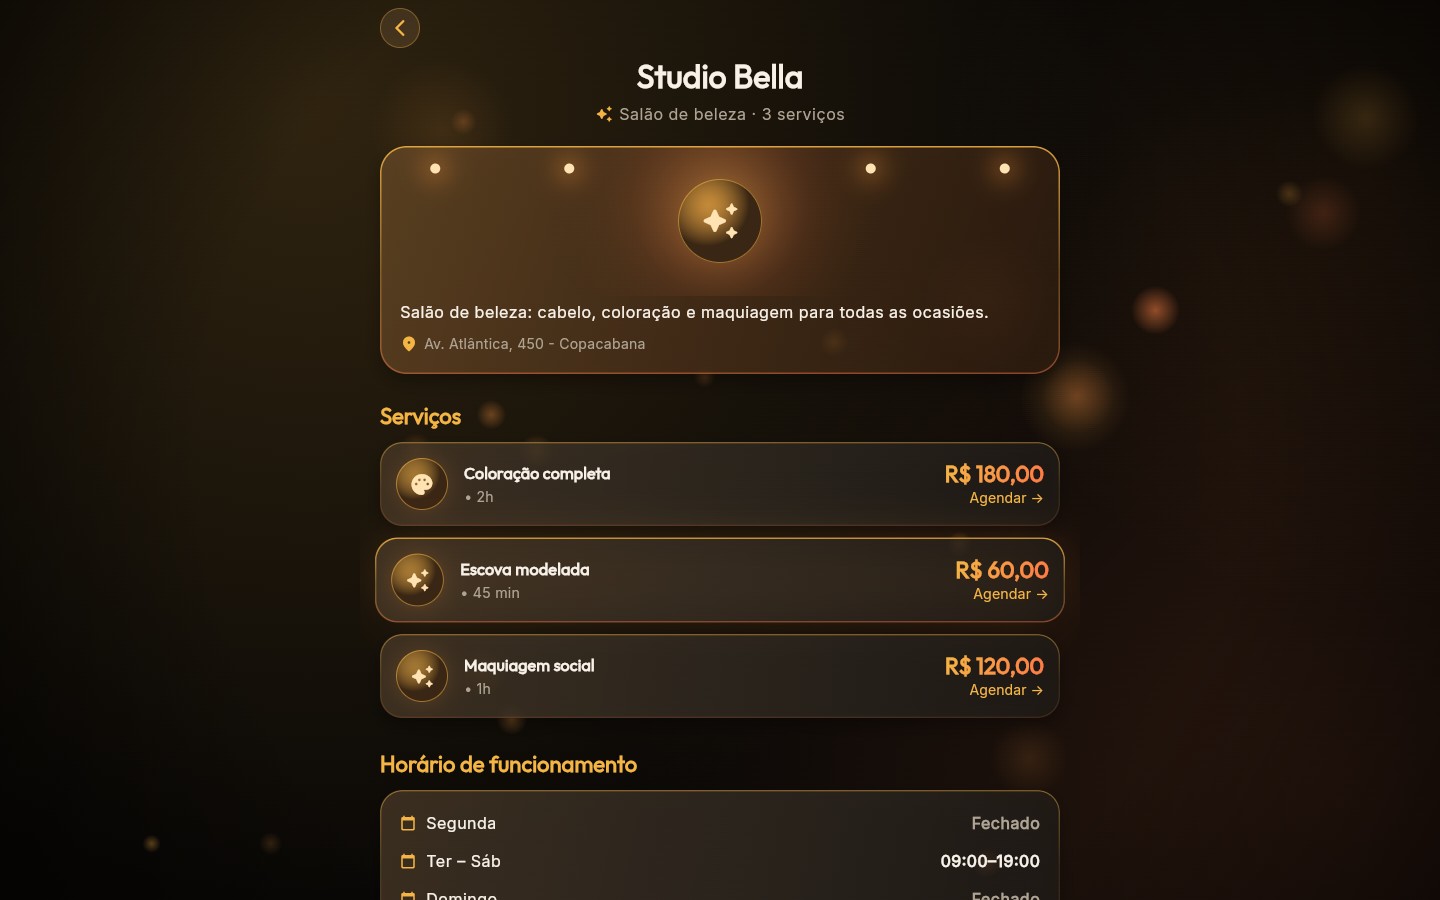 Studio Bella
Salão de beleza · 3 serviços
Salão de beleza: cabelo, coloração e maquiagem para todas as ocasiões.
Av. Atlântica, 450 - Copacabana
Serviços
Coloração completa
R$ 180,00
• 2h
Agendar →
Escova modelada
R$ 60,00
• 45 min
Agendar →
Maquiagem social
R$ 120,00
• 1h
Agendar →
Horário de funcionamento
Segunda
Fechado
Ter – Sáb
09:00–19:00
Domingo
Fechado